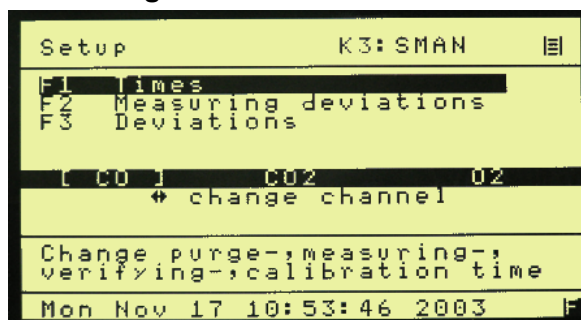 Setup K3:SMAN
F1 Times
F2 Measuring deviations
F3 Deviations
[ CO ] CO2 O2
change channel
Change purge-,measuring-,
verifying-,calibration time
Mon Nov 17 10:53:46 2003 F